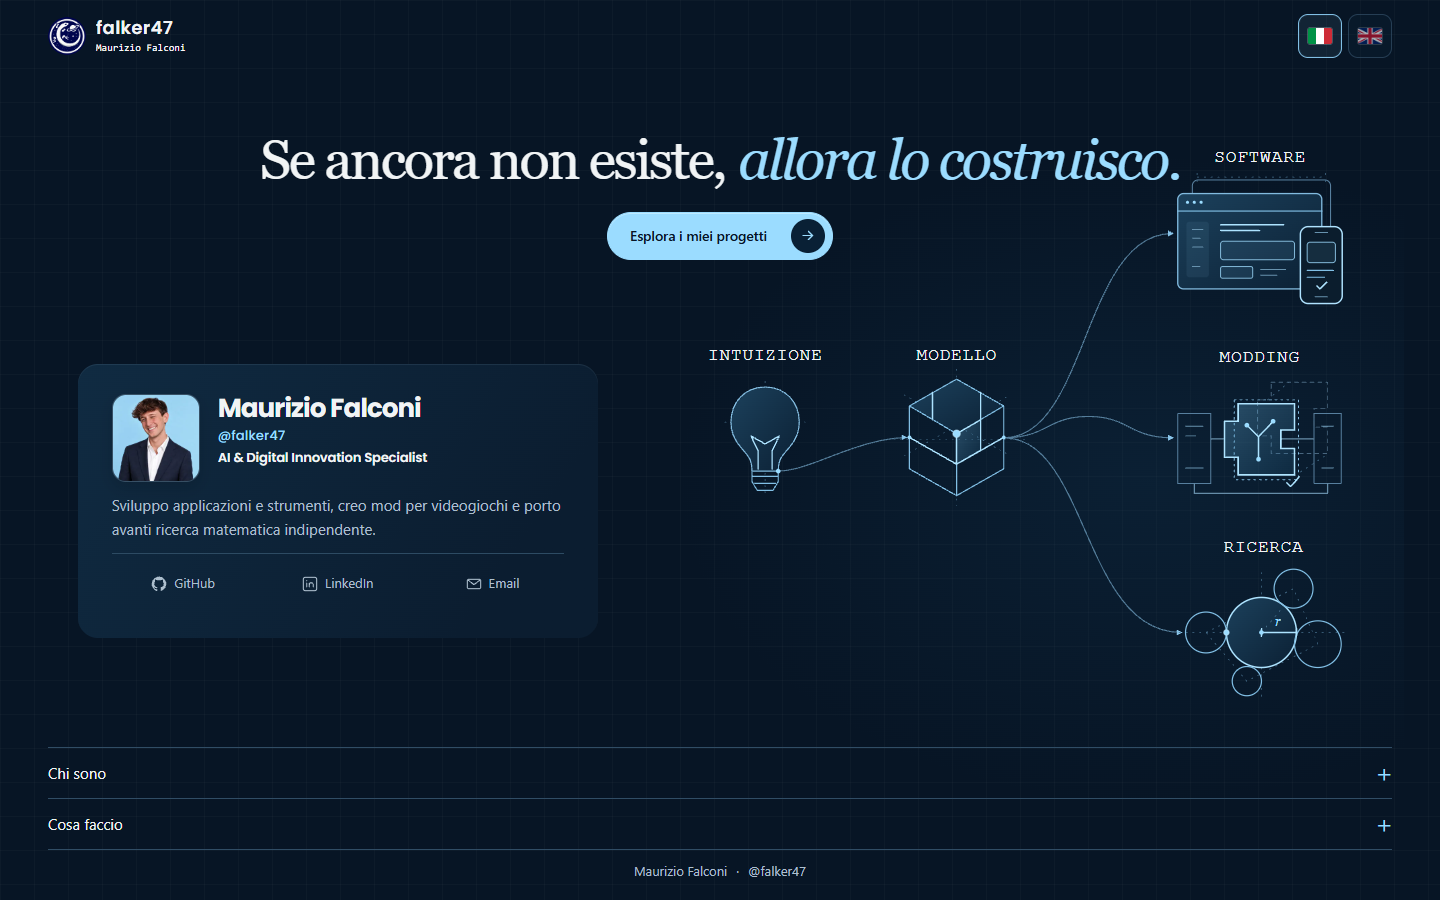 falker47
Maurizio Falconi
Se ancora non esiste, allora lo costruisco.
Esplora i miei progetti
SOFTWARE
INTUIZIONE
MODELLO
MODDING
RICERCA
r
Maurizio Falconi
@falker47
AI & Digital Innovation Specialist
Sviluppo applicazioni e strumenti, creo mod per videogiochi e porto
avanti ricerca matematica indipendente.
GitHub
LinkedIn
Email
Chi sono
Cosa faccio
Maurizio Falconi · @falker47